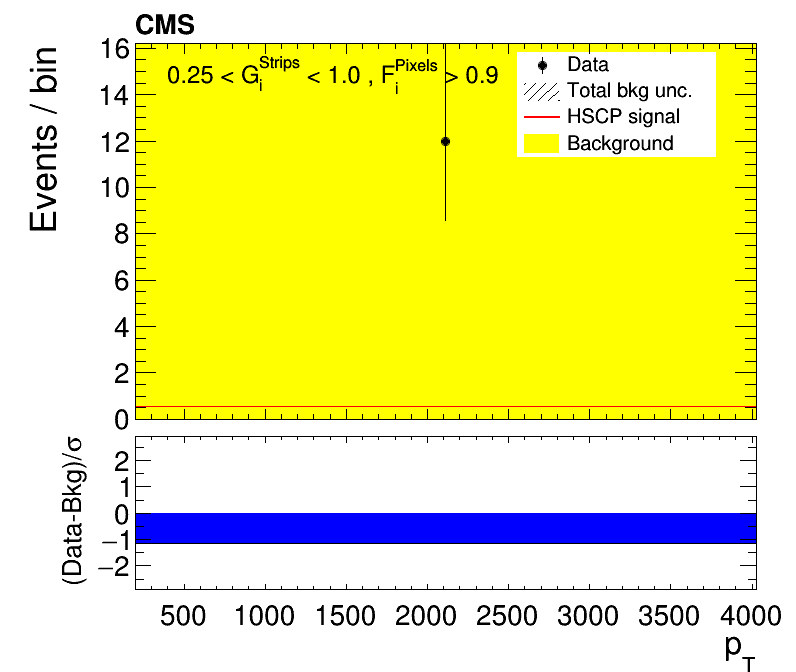 CMS
Events / bin
16
14
12
10
8
6
4
2
0
0.25 < G_i^Strips < 1.0 , F_i^Pixels > 0.9
Data
Total bkg unc.
HSCP signal
Background
(Data-Bkg)/σ
2
1
0
−1
−2
500 1000 1500 2000 2500 3000 3500 4000
p_T